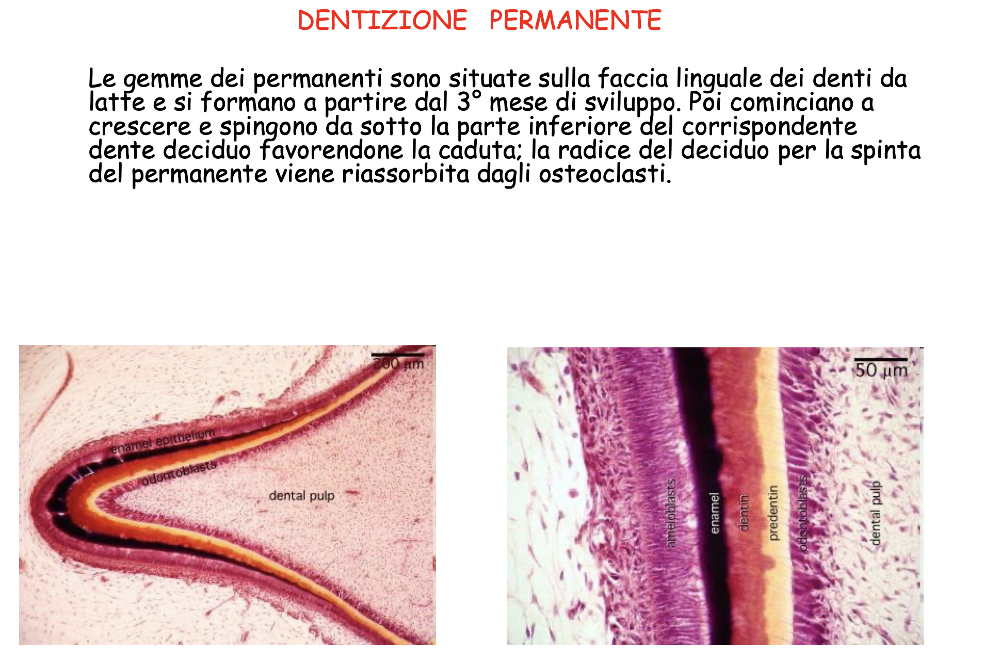 DENTIZIONE PERMANENTE
Le gemme dei permanenti sono situate sulla faccia linguale dei denti da
latte e si formano a partire dal 3° mese di sviluppo. Poi cominciano a
crescere e spingono da sotto la parte inferiore del corrispondente
dente deciduo favorendone la caduta; la radice del deciduo per la spinta
del permanente viene riassorbita dagli osteoclasti.
200 µm
enamel epithelium
odontoblasts
dental pulp
50 µm
ameloblasts
enamel
dentin
predentin
odontoblasts
dental pulp